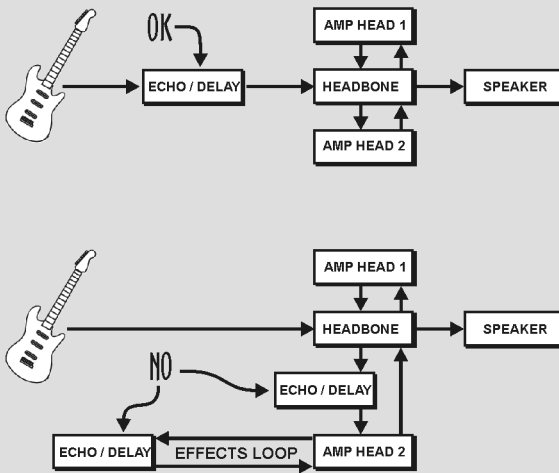 OK
AMP HEAD 1
ECHO / DELAY
HEADBONE
SPEAKER
AMP HEAD 2
AMP HEAD 1
HEADBONE
SPEAKER
NO
ECHO / DELAY
ECHO / DELAY
EFFECTS LOOP
AMP HEAD 2